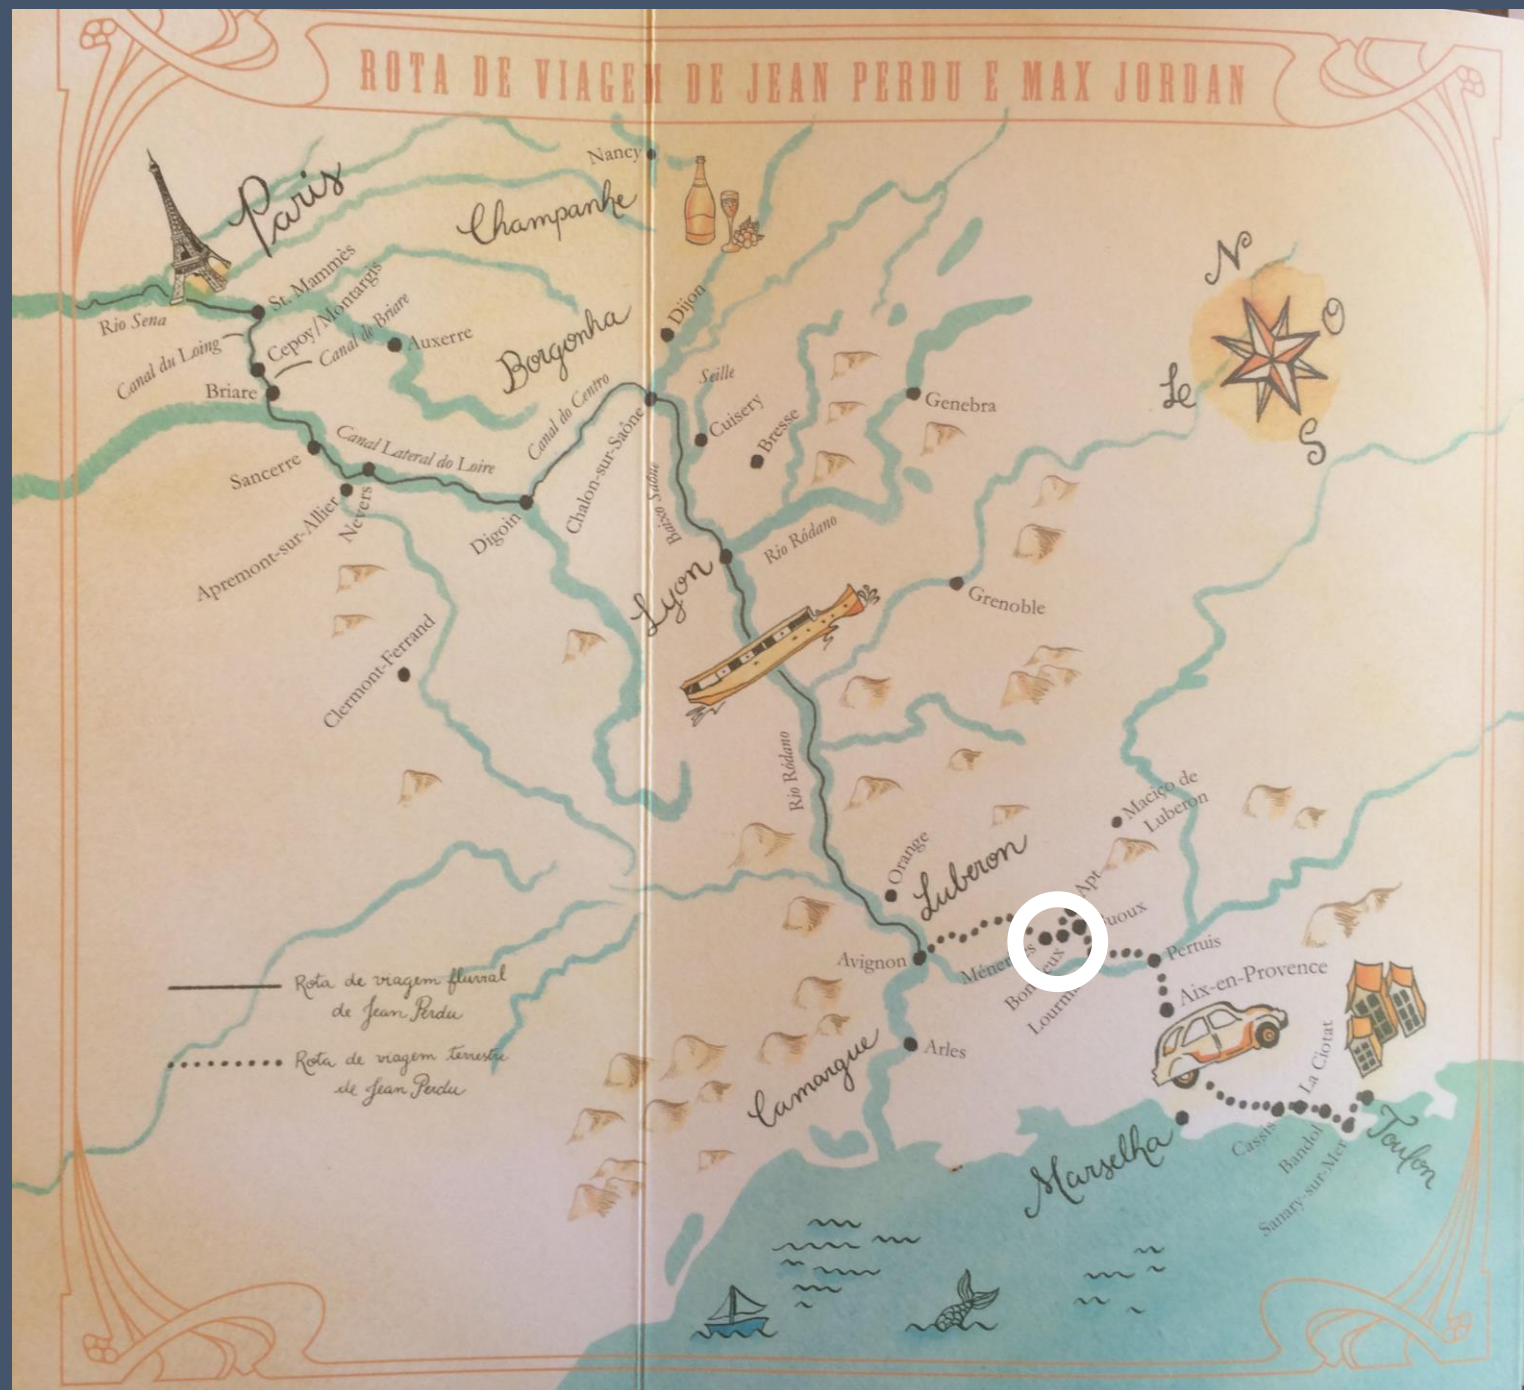 ROTA DE VIAGEM DE JEAN PERDU E MAX JORDAN
Nancy
Paris
Champanhe
N
O
Le
S
St. Mammès
Rio Sena
Cepoy/Montargis
Canal de Briare
Canal du Loing
Auxerre
Briare
Borgonha
Dijon
Seille
Canal do Centro
Cuisery
Bresse
Genebra
Chalon-sur-Saône
Sancerre
Canal Lateral do Loire
Baixo Saône
Apremont-sur-Allier
Nevers
Digoin
Lyon
Rio Ródano
Grenoble
Clermont-Ferrand
Rio Ródano
Maciço de
Luberon
Orange
Luberon
Apt
Avignon
Pertuis
Aix-en-Provence
Rota de viagem fluvial
de Jean Perdu
Rota de viagem terrestre
de Jean Perdu
Arles
Camargue
La Ciotat
Marselha
Cassis
Bandol
Sanary-sur-Mer
Toulon